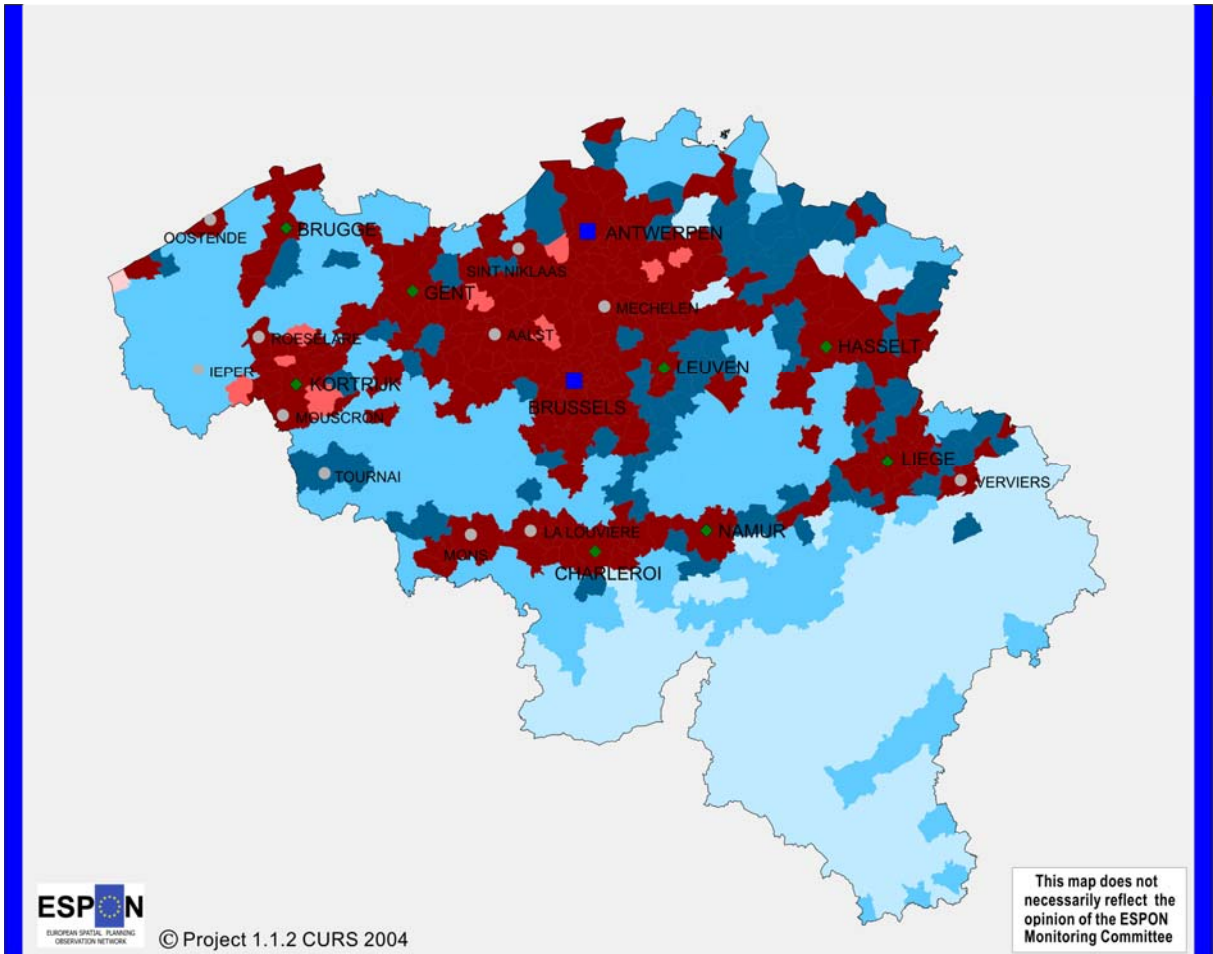 BRUGGE
OOSTENDE
ANTWERPEN
SINT NIKLAAS
GENT
MECHELEN
ROESELARE
AALST
HASSELT
IEPER
KORTRIJK
LEUVEN
BRUSSELS
MOUSCRON
LIEGE
TOURNAI
VERVIERS
LA LOUVIERE
NAMUR
MONS
CHARLEROI
ESPON
EUROPEAN SPATIAL PLANNING
OBSERVATION NETWORK
© Project 1.1.2 CURS 2004
This map does not
necessarily reflect the
opinion of the ESPON
Monitoring Committee